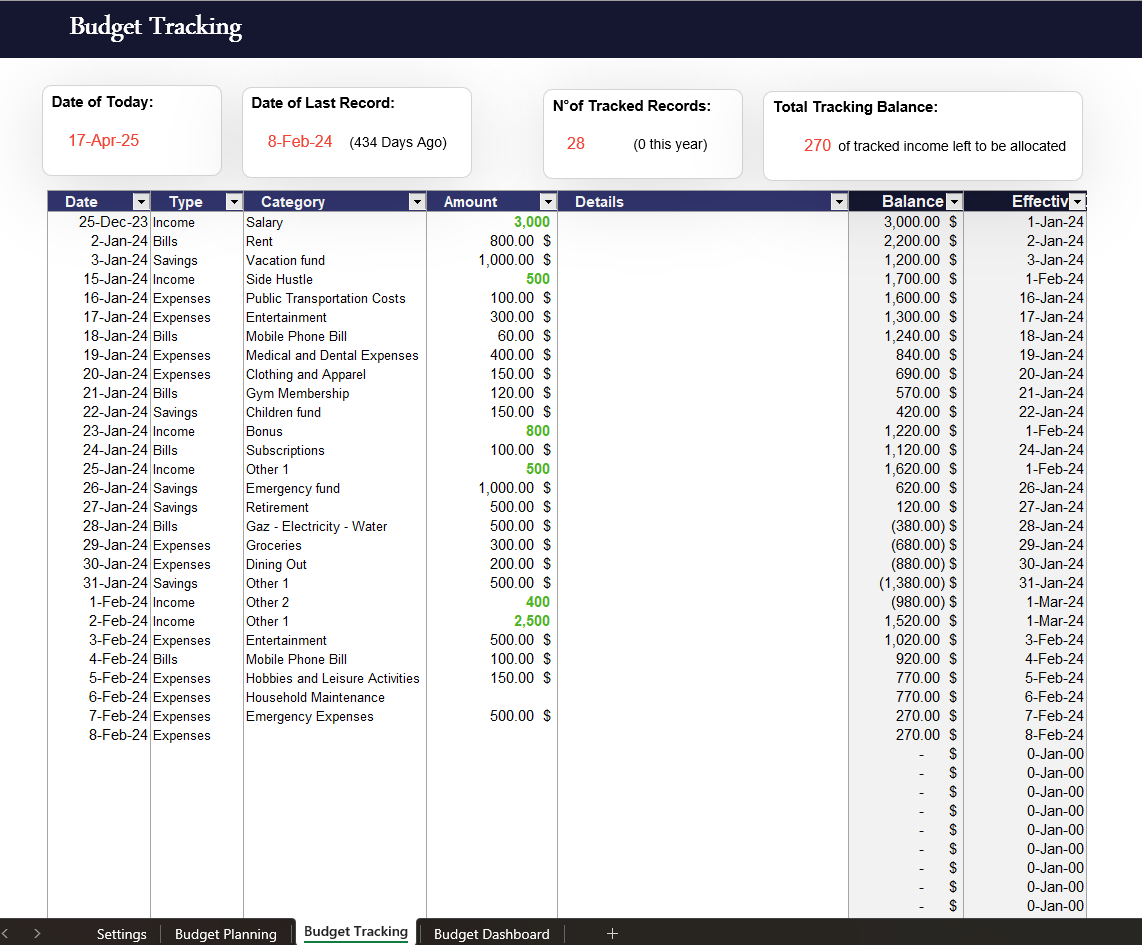 Budget Tracking
Date of Today:
17-Apr-25
Date of Last Record:
8-Feb-24 (434 Days Ago)
N°of Tracked Records:
28 (0 this year)
Total Tracking Balance:
270 of tracked income left to be allocated
Date Type Category Amount Details Balance Effectiv
25-Dec-23 Income Salary 3,000 3,000.00 $ 1-Jan-24
2-Jan-24 Bills Rent 800.00 $ 2,200.00 $ 2-Jan-24
3-Jan-24 Savings Vacation fund 1,000.00 $ 1,200.00 $ 3-Jan-24
15-Jan-24 Income Side Hustle 500 1,700.00 $ 1-Feb-24
16-Jan-24 Expenses Public Transportation Costs 100.00 $ 1,600.00 $ 16-Jan-24
17-Jan-24 Expenses Entertainment 300.00 $ 1,300.00 $ 17-Jan-24
18-Jan-24 Bills Mobile Phone Bill 60.00 $ 1,240.00 $ 18-Jan-24
19-Jan-24 Expenses Medical and Dental Expenses 400.00 $ 840.00 $ 19-Jan-24
20-Jan-24 Expenses Clothing and Apparel 150.00 $ 690.00 $ 20-Jan-24
21-Jan-24 Bills Gym Membership 120.00 $ 570.00 $ 21-Jan-24
22-Jan-24 Savings Children fund 150.00 $ 420.00 $ 22-Jan-24
23-Jan-24 Income Bonus 800 1,220.00 $ 1-Feb-24
24-Jan-24 Bills Subscriptions 100.00 $ 1,120.00 $ 24-Jan-24
25-Jan-24 Income Other 1 500 1,620.00 $ 1-Feb-24
26-Jan-24 Savings Emergency fund 1,000.00 $ 620.00 $ 26-Jan-24
27-Jan-24 Savings Retirement 500.00 $ 120.00 $ 27-Jan-24
28-Jan-24 Bills Gaz - Electricity - Water 500.00 $ (380.00) $ 28-Jan-24
29-Jan-24 Expenses Groceries 300.00 $ (680.00) $ 29-Jan-24
30-Jan-24 Expenses Dining Out 200.00 $ (880.00) $ 30-Jan-24
31-Jan-24 Savings Other 1 500.00 $ (1,380.00) $ 31-Jan-24
1-Feb-24 Income Other 2 400 (980.00) $ 1-Mar-24
2-Feb-24 Income Other 1 2,500 1,520.00 $ 1-Mar-24
3-Feb-24 Expenses Entertainment 500.00 $ 1,020.00 $ 3-Feb-24
4-Feb-24 Bills Mobile Phone Bill 100.00 $ 920.00 $ 4-Feb-24
5-Feb-24 Expenses Hobbies and Leisure Activities 150.00 $ 770.00 $ 5-Feb-24
6-Feb-24 Expenses Household Maintenance 770.00 $ 6-Feb-24
7-Feb-24 Expenses Emergency Expenses 500.00 $ 270.00 $ 7-Feb-24
8-Feb-24 Expenses 270.00 $ 8-Feb-24
- $ 0-Jan-00
- $ 0-Jan-00
- $ 0-Jan-00
- $ 0-Jan-00
- $ 0-Jan-00
- $ 0-Jan-00
- $ 0-Jan-00
- $ 0-Jan-00
- $ 0-Jan-00
Settings Budget Planning Budget Tracking Budget Dashboard +